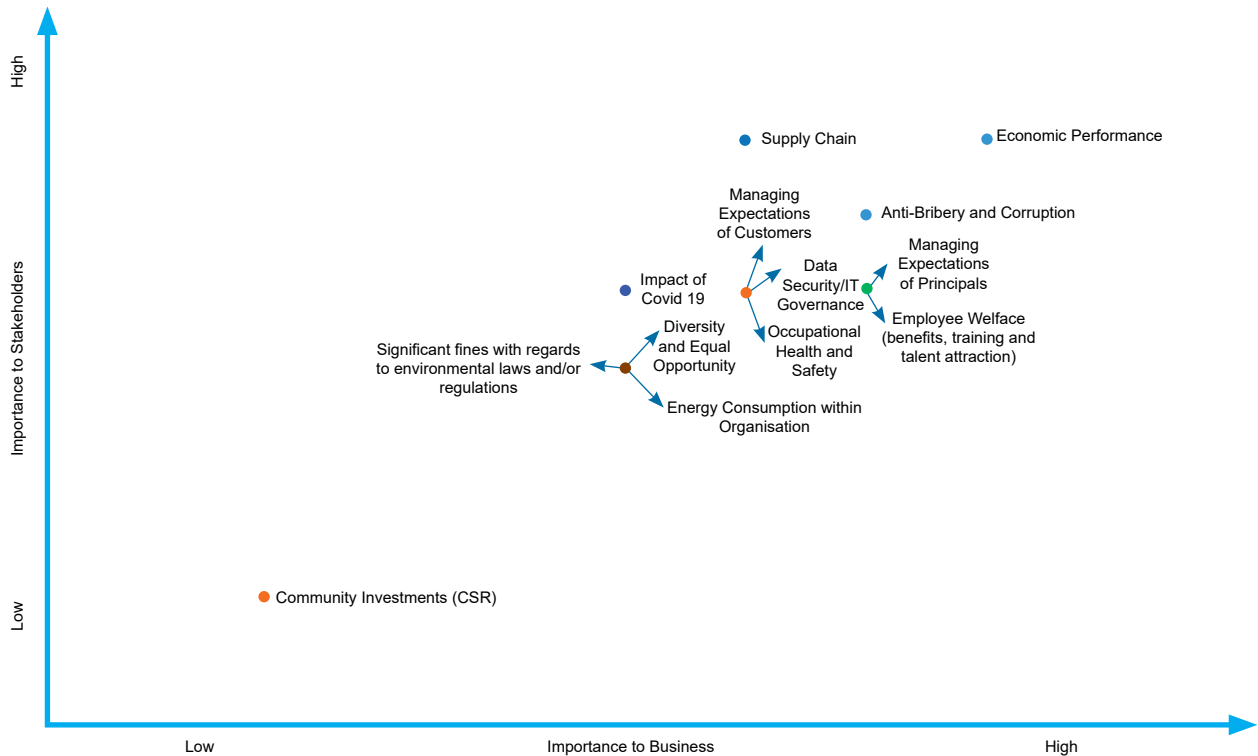 High
Importance to Stakeholders
Low
Supply Chain
Economic Performance
Managing
Expectations
of Customers
Anti-Bribery and Corruption
Managing
Expectations
of Principals
Impact of
Covid 19
Data
Security/IT
Governance
Employee Welface
(benefits, training and
talent attraction)
Diversity
and Equal
Opportunity
Occupational
Health and
Safety
Significant fines with regards
to environmental laws and/or
regulations
Energy Consumption within
Organisation
Community Investments (CSR)
Low
Importance to Business
High